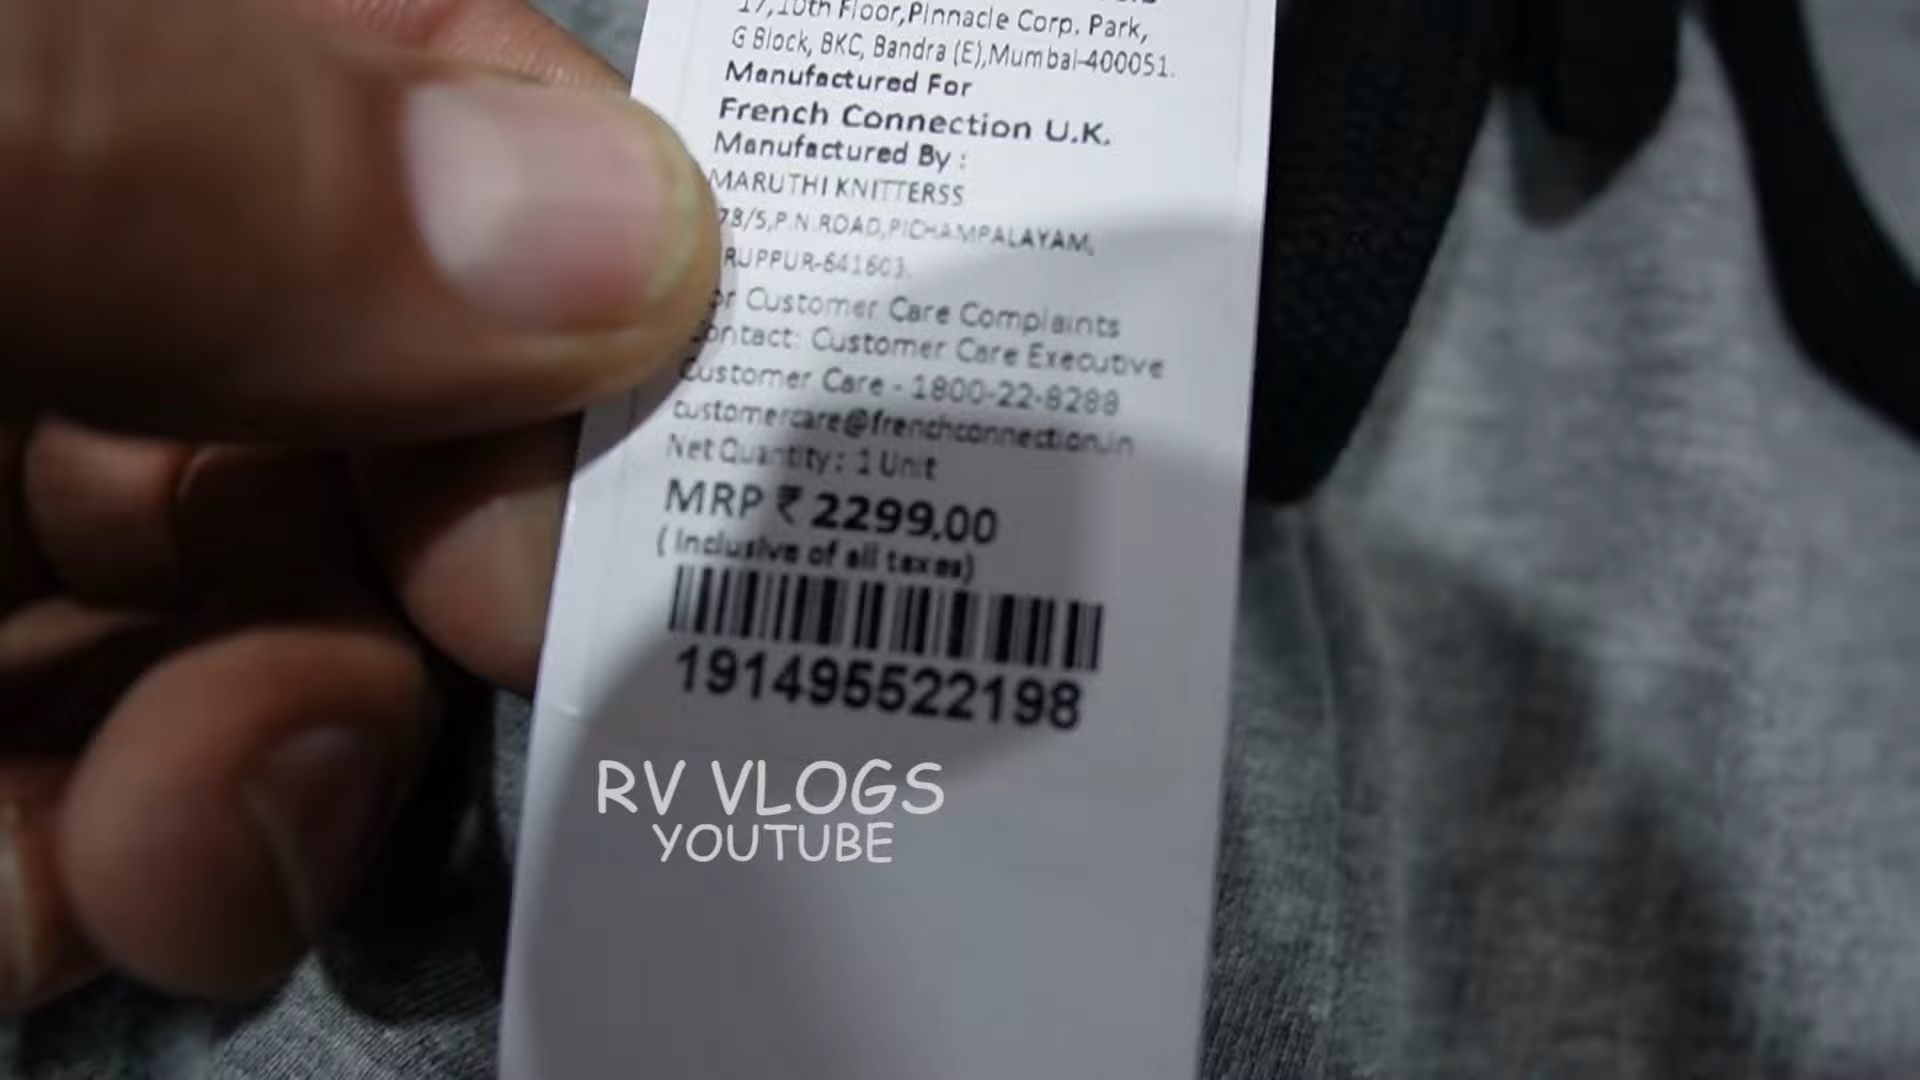 17,10th Floor,Pinnacle Corp. Park,
G Block, BKC, Bandra (E),Mumbai-400051.
Manufactured For
French Connection U.K.
Manufactured By :
MARUTHI KNITTERSS
78/5,P.N.ROAD,PICHAMPALAYAM,
RUPPUR-641603.
or Customer Care Complaints
Contact: Customer Care Executive
Customer Care - 1800-22-8288
customercare@frenchconnection.in
Net Quantity: 1 Unit
MRP ₹ 2299.00
( Inclusive of all taxes)
191495522198
RV VLOGS
YOUTUBE